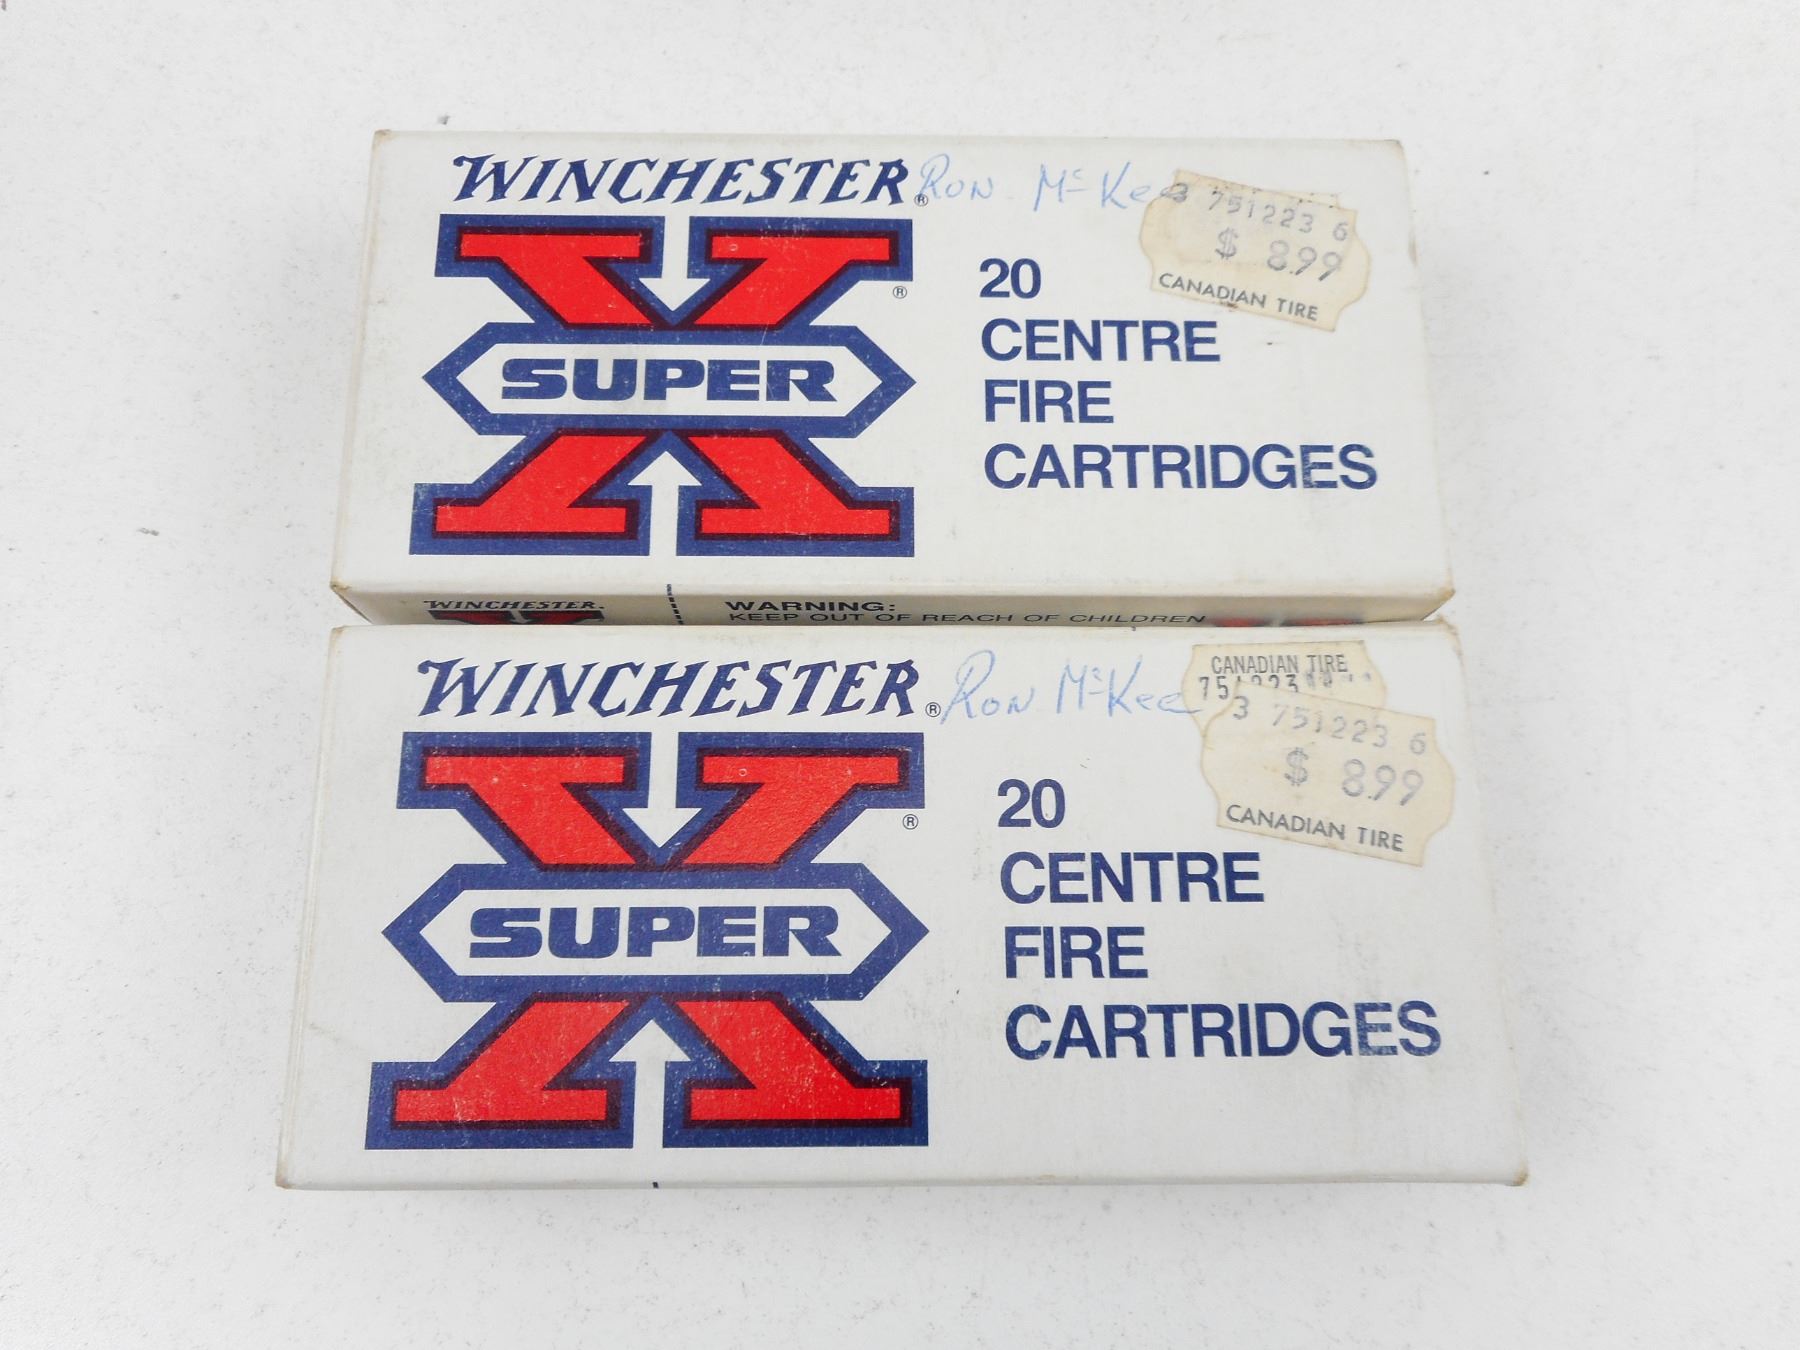 WINCHESTER® Ron McKee
3 751223 6
$ 8.99
CANADIAN TIRE
®
SUPER
20
CENTRE
FIRE
CARTRIDGES
WINCHESTER.
WARNING:
KEEP OUT OF REACH OF CHILDREN
WINCHESTER® Ron McKee
CANADIAN TIRE
3 751223 6
$ 8.99
CANADIAN TIRE
®
SUPER
20
CENTRE
FIRE
CARTRIDGES